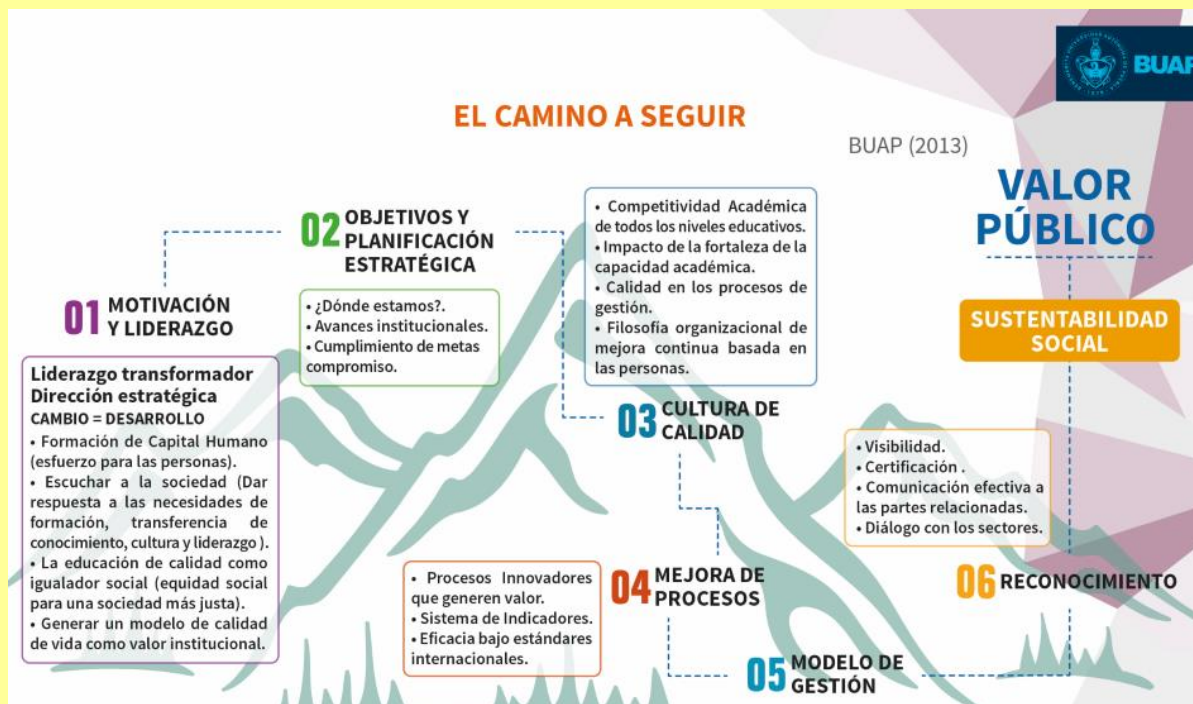 BUAP
EL CAMINO A SEGUIR
BUAP (2013)
VALOR
PÚBLICO
SUSTENTABILIDAD
SOCIAL
01 MOTIVACIÓN
Y LIDERAZGO
Liderazgo transformador
Dirección estratégica
CAMBIO = DESARROLLO
• Formación de Capital Humano
(esfuerzo para las personas).
• Escuchar a la sociedad (Dar
respuesta a las necesidades de
formación, transferencia de
conocimiento, cultura y liderazgo ).
• La educación de calidad como
igualador social (equidad social
para una sociedad más justa).
• Generar un modelo de calidad
de vida como valor institucional.
02 OBJETIVOS Y
PLANIFICACIÓN
ESTRATÉGICA
• ¿Dónde estamos?.
• Avances institucionales.
• Cumplimiento de metas
compromiso.
• Competitividad Académica
de todos los niveles educativos.
• Impacto de la fortaleza de la
capacidad académica.
• Calidad en los procesos de
gestión.
• Filosofía organizacional de
mejora continua basada en
las personas.
03 CULTURA DE
CALIDAD
• Procesos Innovadores
que generen valor.
• Sistema de Indicadores.
• Eficacia bajo estándares
internacionales.
04 MEJORA DE
PROCESOS
05 MODELO DE
GESTIÓN
• Visibilidad.
• Certificación .
• Comunicación efectiva a
las partes relacionadas.
• Diálogo con los sectores.
06 RECONOCIMIENTO